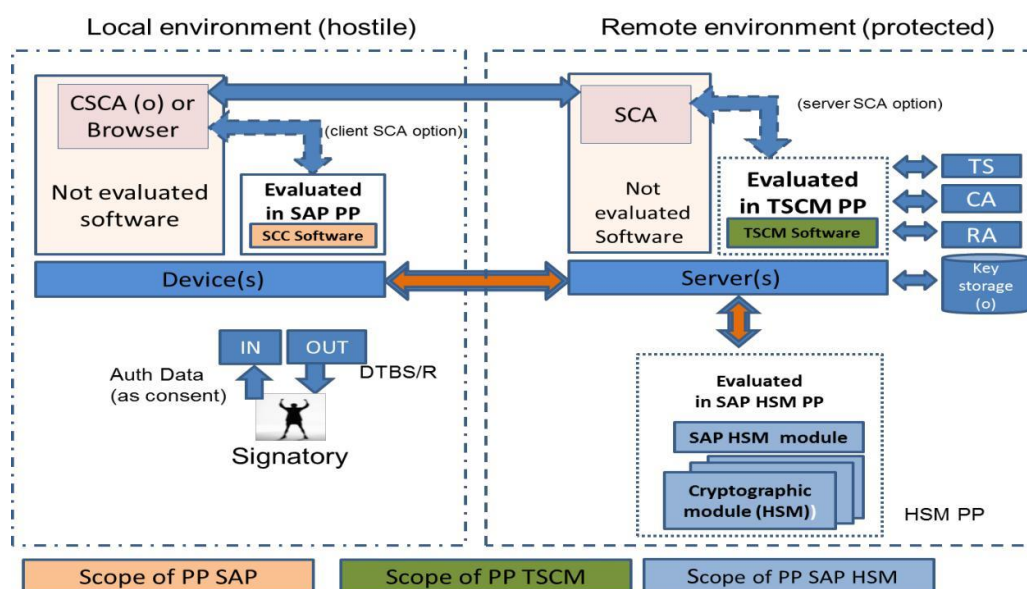 Local environment (hostile)
Remote environment (protected)
CSCA (o) or
Browser
(client SCA option)
Not evaluated
software
Evaluated
in SAP PP
SCC Software
Device(s)
IN
OUT
Auth Data
(as consent)
DTBS/R
Signatory
SCA
(server SCA option)
Not
evaluated
Software
Evaluated
in TSCM PP
TSCM Software
TS
CA
RA
Key
storage
(o)
Server(s)
Evaluated
in SAP HSM PP
SAP HSM module
Cryptographic
module (HSM))
HSM PP
Scope of PP SAP
Scope of PP TSCM
Scope of PP SAP HSM